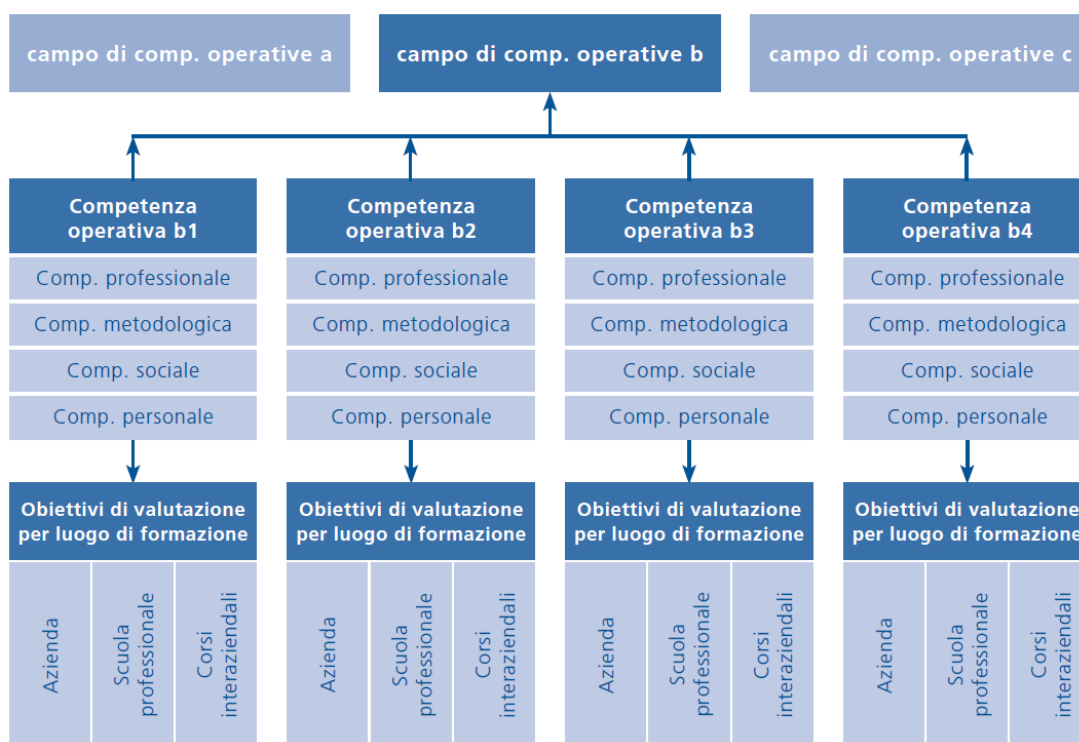 campo di comp. operative a
campo di comp. operative b
campo di comp. operative c
Competenza
operativa b1
Competenza
operativa b2
Competenza
operativa b3
Competenza
operativa b4
Comp. professionale
Comp. professionale
Comp. professionale
Comp. professionale
Comp. metodologica
Comp. metodologica
Comp. metodologica
Comp. metodologica
Comp. sociale
Comp. sociale
Comp. sociale
Comp. sociale
Comp. personale
Comp. personale
Comp. personale
Comp. personale
Obiettivi di valutazione
per luogo di formazione
Obiettivi di valutazione
per luogo di formazione
Obiettivi di valutazione
per luogo di formazione
Obiettivi di valutazione
per luogo di formazione
Azienda
Scuola
professionale
Corsi
interaziendali
Azienda
Scuola
professionale
Corsi
interaziendali
Azienda
Scuola
professionale
Corsi
interaziendali
Azienda
Scuola
professionale
Corsi
interaziendali